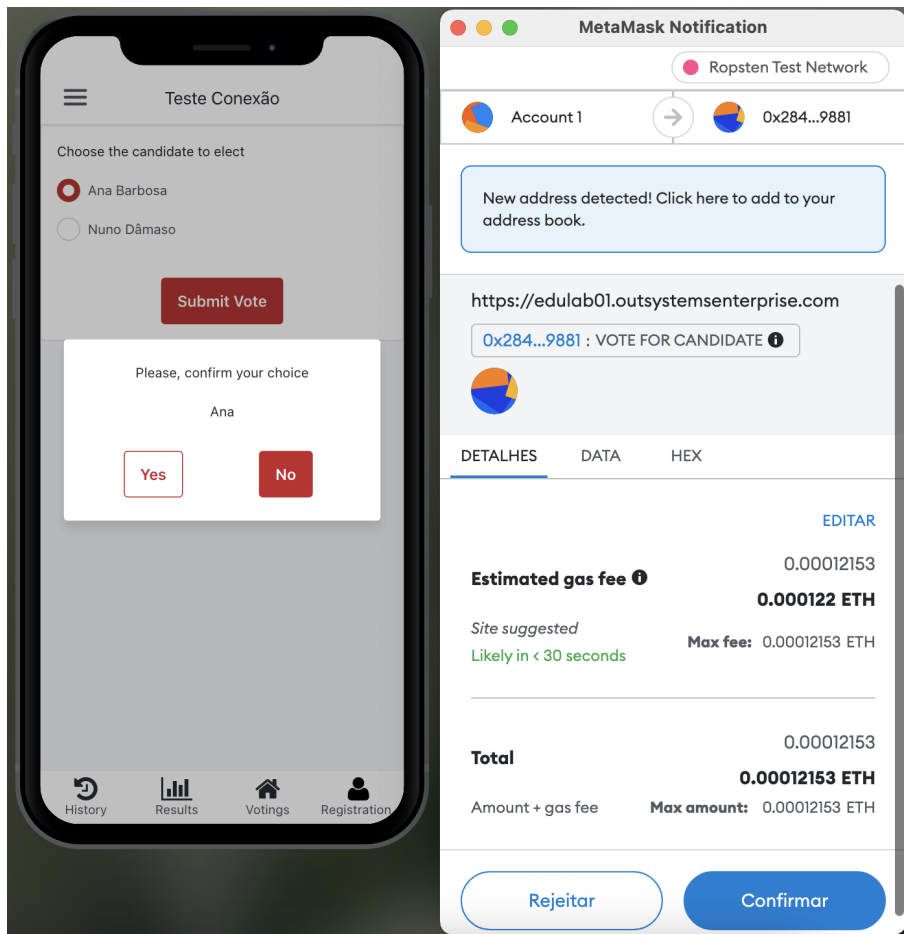 Teste Conexão
Choose the candidate to elect
Ana Barbosa
Nuno Dâmaso
Submit Vote
Please, confirm your choice
Ana
Yes
No
History
Results
Votings
Registration
MetaMask Notification
Ropsten Test Network
Account 1
0x284...9881
New address detected! Click here to add to your
address book.
https://edulab01.outsystemsenterprise.com
0x284...9881 : VOTE FOR CANDIDATE
DETALHES
DATA
HEX
EDITAR
Estimated gas fee
0.00012153
0.000122 ETH
Site suggested
Likely in < 30 seconds
Max fee: 0.00012153 ETH
Total
0.00012153
0.00012153 ETH
Amount + gas fee
Max amount: 0.00012153 ETH
Rejeitar
Confirmar